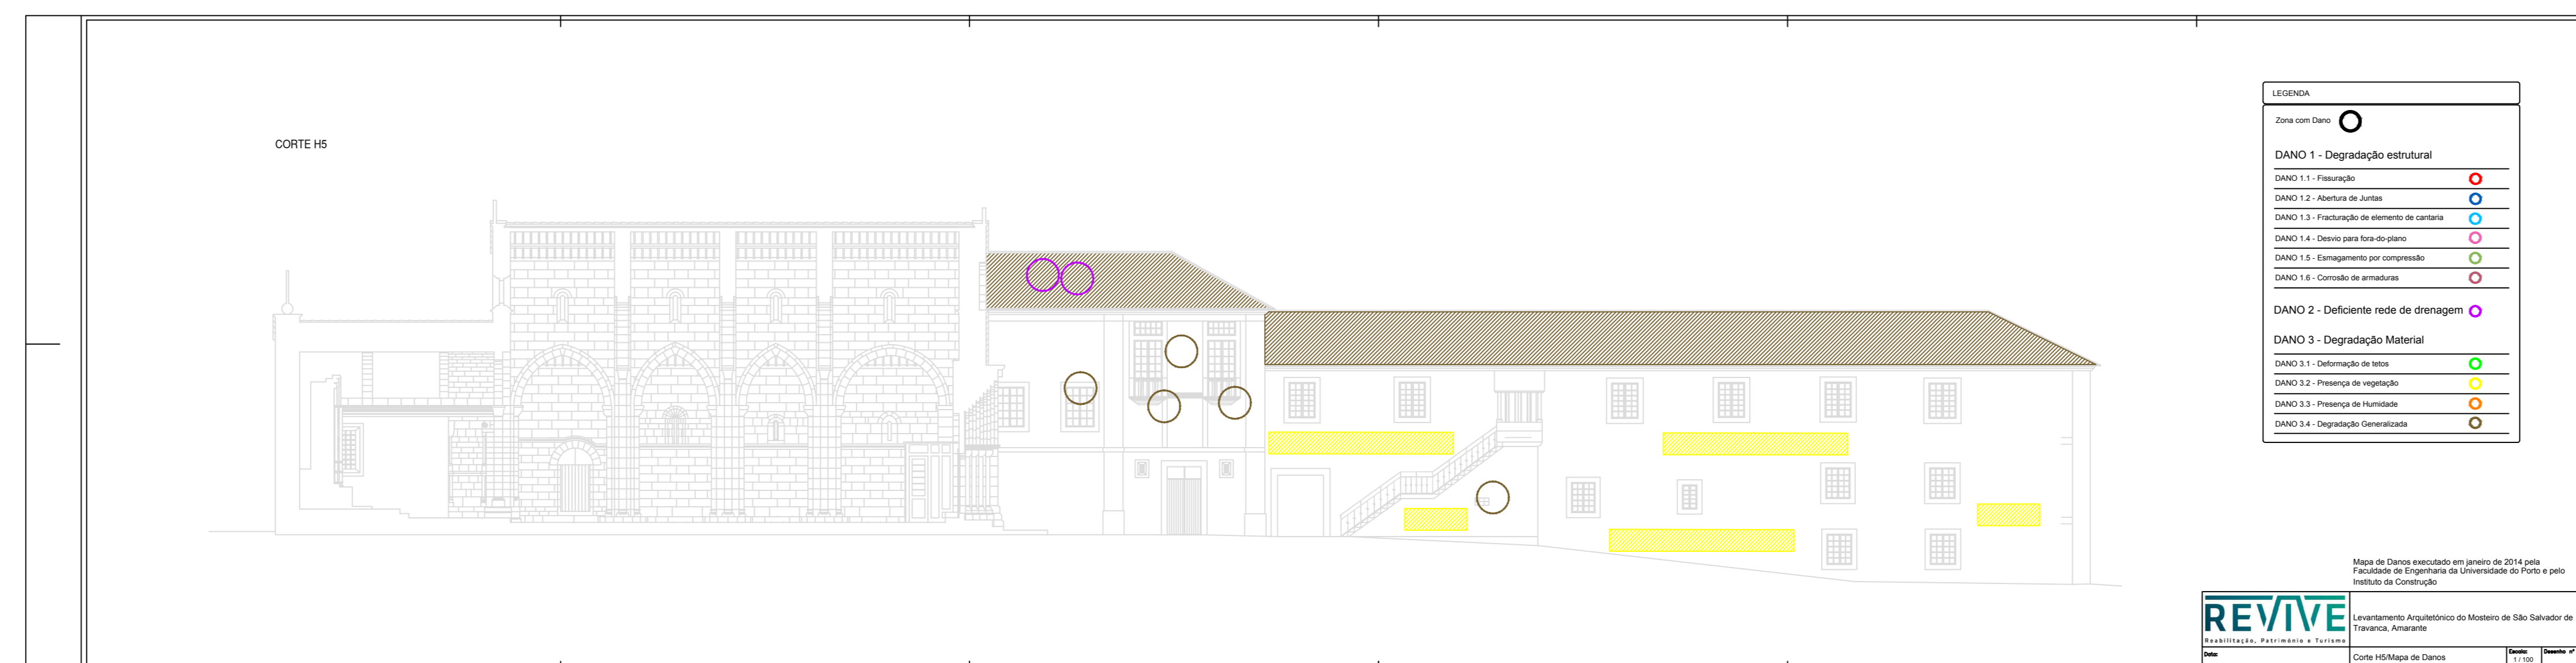 CORTE H5
LEGENDA
Zona com Dano
DANO 1 - Degradação estrutural
DANO 1.1 - Fissuração
DANO 1.2 - Abertura de Juntas
DANO 1.3 - Fracturação de elemento de cantaria
DANO 1.4 - Desvio para fora-do-plano
DANO 1.5 - Esmagamento por compressão
DANO 1.6 - Corrosão de armaduras
DANO 2 - Deficiente rede de drenagem
DANO 3 - Degradação Material
DANO 3.1 - Deformação de tetos
DANO 3.2 - Presença de vegetação
DANO 3.3 - Presença de Humidade
DANO 3.4 - Degradação Generalizada
Mapa de Danos executado em janeiro de 2014 pela
Faculdade de Engenharia da Universidade do Porto e pelo
Instituto da Construção
REVIVE
Reabilitação, Património e Turismo
Levantamento Arquitetónico do Mosteiro de São Salvador de
Travanca, Amarante
Data:
Corte H5/Mapa de Danos
Escala:
1 / 100
Desenho nº